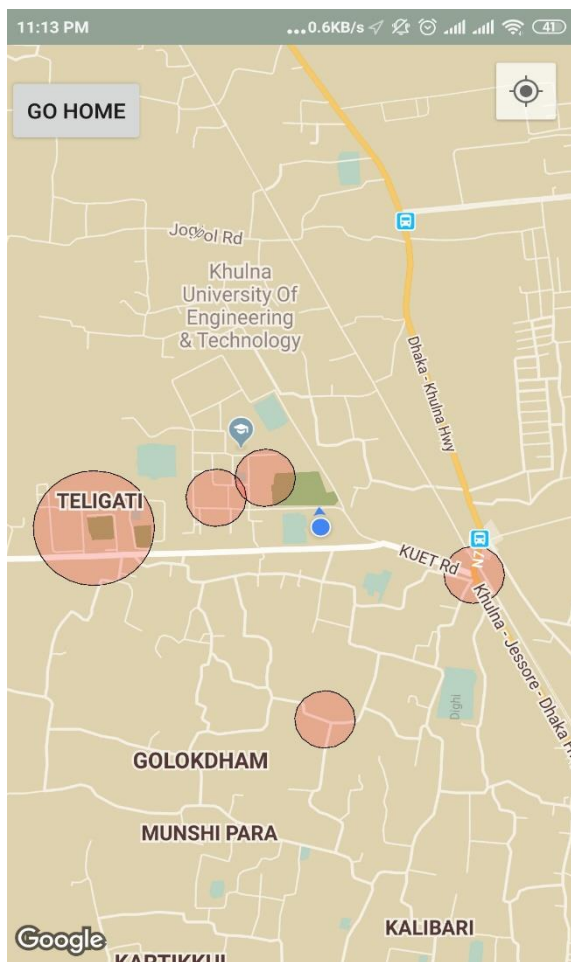 11:13 PM
...0.6KB/s
41
GO HOME
Khulna
University Of
Engineering
& Technology
Dhaka - Khulna Hwy
TELIGATI
KUET Rd
N7
Khulna - Jessore - Dhaka H
Dighi
GOLOKDHAM
MUNSHI PARA
KALIBARI
Google